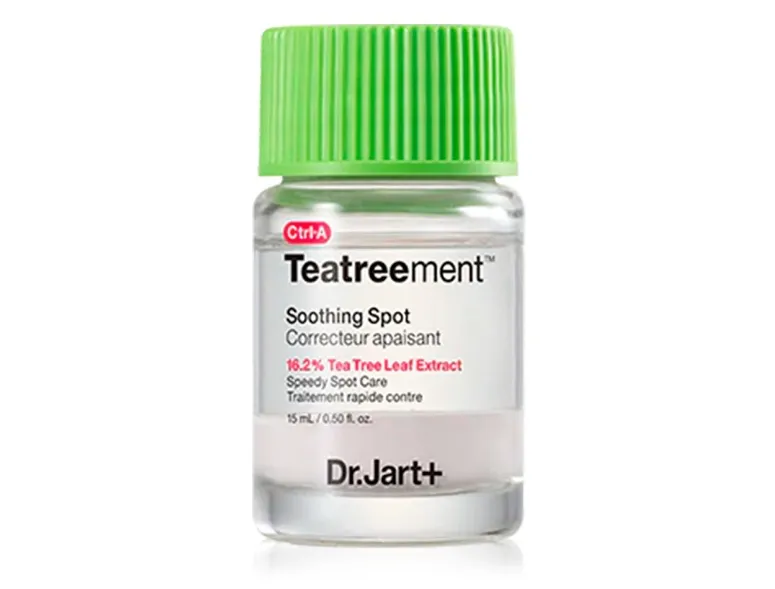 Ctrl·A
Teatreement™
Soothing Spot
Correcteur apaisant
16.2% Tea Tree Leaf Extract
Speedy Spot Care
Traitement rapide contre
15 mL / 0.50 fl. oz.
Dr.Jart+